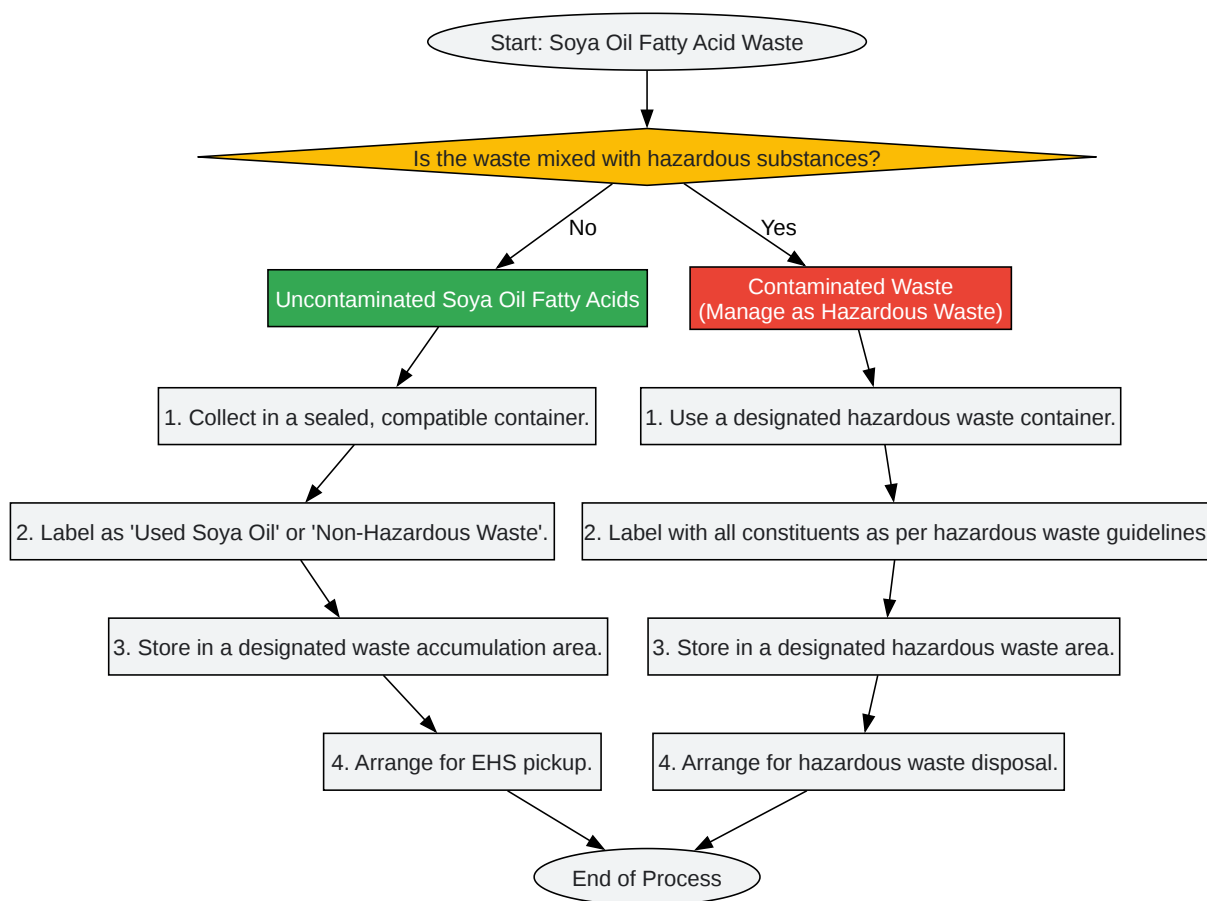 Start: Soya Oil Fatty Acid Waste
Is the waste mixed with hazardous substances?
No
Yes
Uncontaminated Soya Oil Fatty Acids
Contaminated Waste
(Manage as Hazardous Waste)
1. Collect in a sealed, compatible container.
1. Use a designated hazardous waste container.
2. Label as 'Used Soya Oil' or 'Non-Hazardous Waste'.
2. Label with all constituents as per hazardous waste guidelines
3. Store in a designated waste accumulation area.
3. Store in a designated hazardous waste area.
4. Arrange for EHS pickup.
4. Arrange for hazardous waste disposal.
End of Process